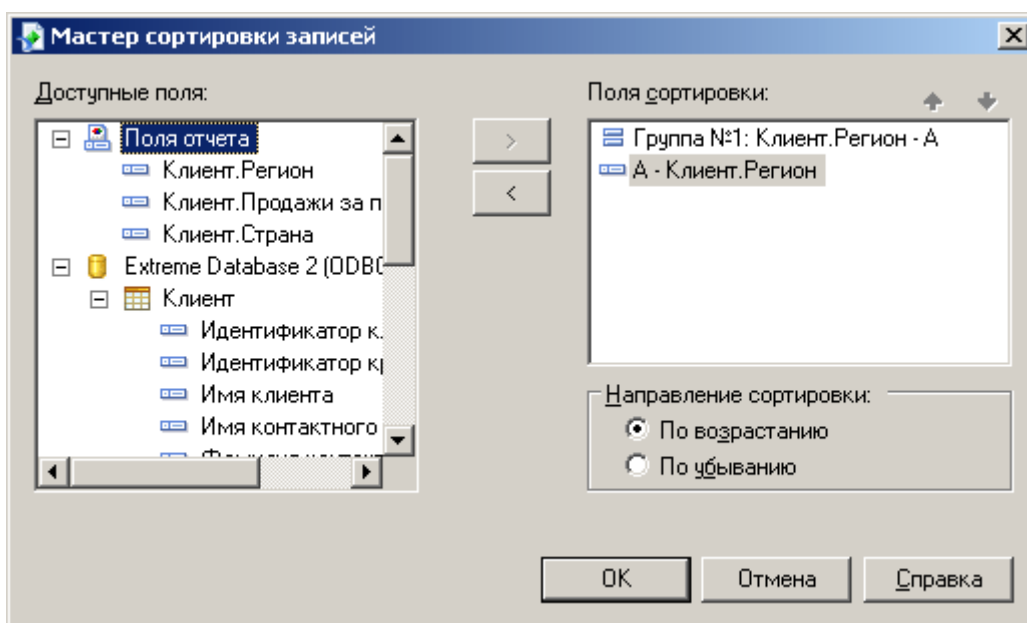 Мастер сортировки записей
Доступные поля:
Поля отчета
Клиент.Регион
Клиент.Продажи за п
Клиент.Страна
Extreme Database 2 (ODBC
Клиент
Идентификатор к
Идентификатор к
Имя клиента
Имя контактного
>
<
Поля сортировки:
Группа №1: Клиент.Регион - A
A - Клиент.Регион
Направление сортировки:
По возрастанию
По убыванию
OK
Отмена
Справка